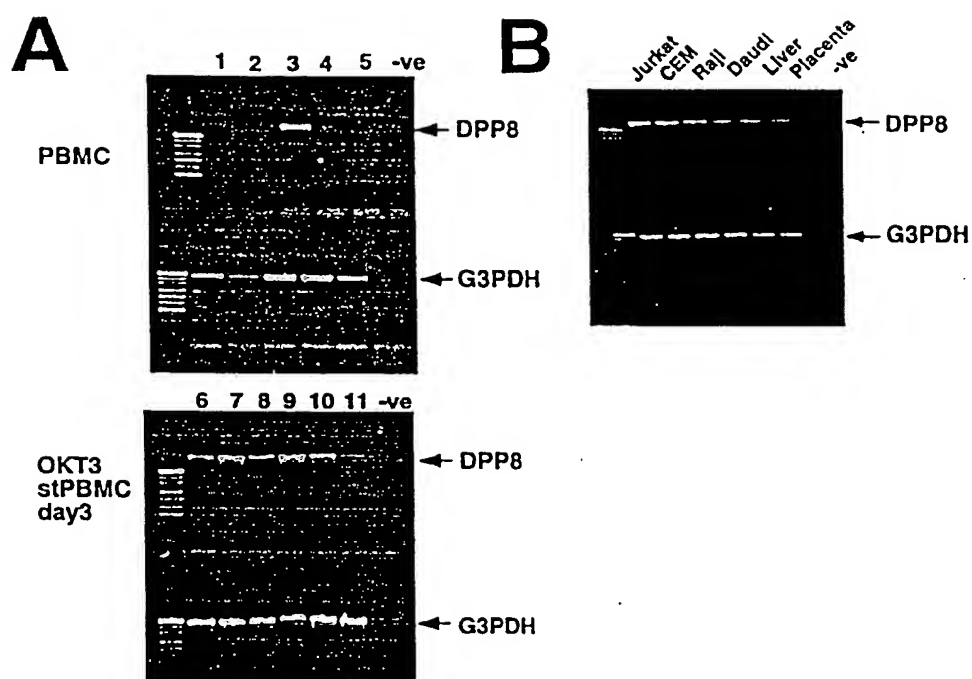 A
1 2 3 4 5 -ve
DPP8
PBMC
G3PDH
6 7 8 9 10 11 -ve
DPP8
OKT3
stPBMC
day3
G3PDH
B
Jurkat CEM Raji Daudi Liver Placenta -ve
DPP8
G3PDH